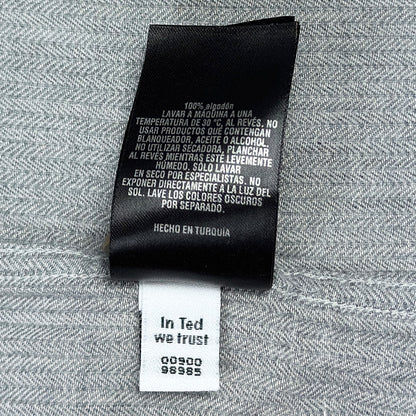 100% algodón
LAVAR A MÁQUINA A UNA
TEMPERATURA DE 30°C, AL REVÉS, NO
USAR PRODUCTOS QUE CONTENGAN
BLANQUEADOR, ACEITE O ALCOHOL,
NO UTILIZAR SECADORA, PLANCHAR
AL REVÉS MIENTRAS ESTÉ LEVEMENTE
HÚMEDO. SÓLO LAVAR
EN SECO POR ESPECIALISTAS. NO
EXPONER DIRECTAMENTE A LA LUZ DEL
SOL. LAVE LOS COLORES OSCUROS
POR SEPARADO.
HECHO EN TURQUÍA
In Ted
we trust
00900
98985